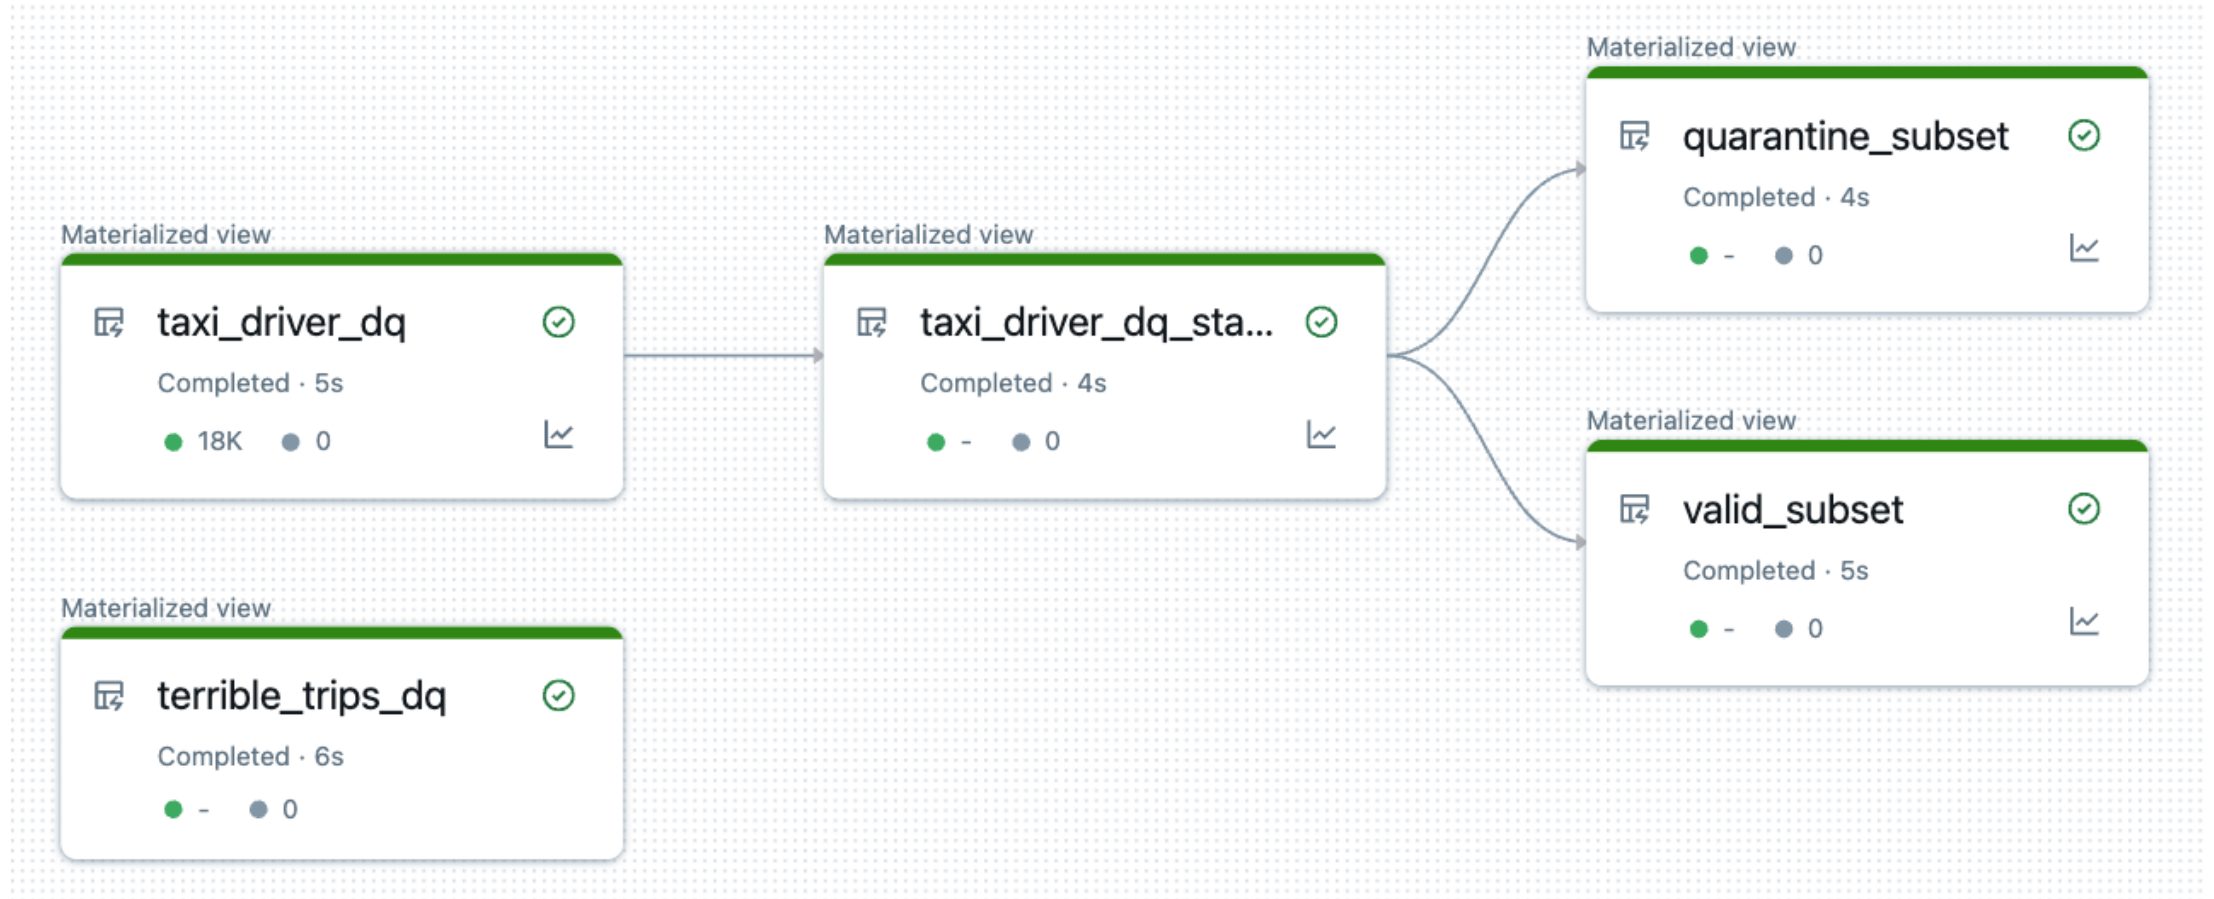 Materialized view
quarantine_subset
Completed · 4s
- 0
Materialized view
taxi_driver_dq
Completed · 5s
18K 0
Materialized view
taxi_driver_dq_sta...
Completed · 4s
- 0
Materialized view
valid_subset
Completed · 5s
- 0
Materialized view
terrible_trips_dq
Completed · 6s
- 0